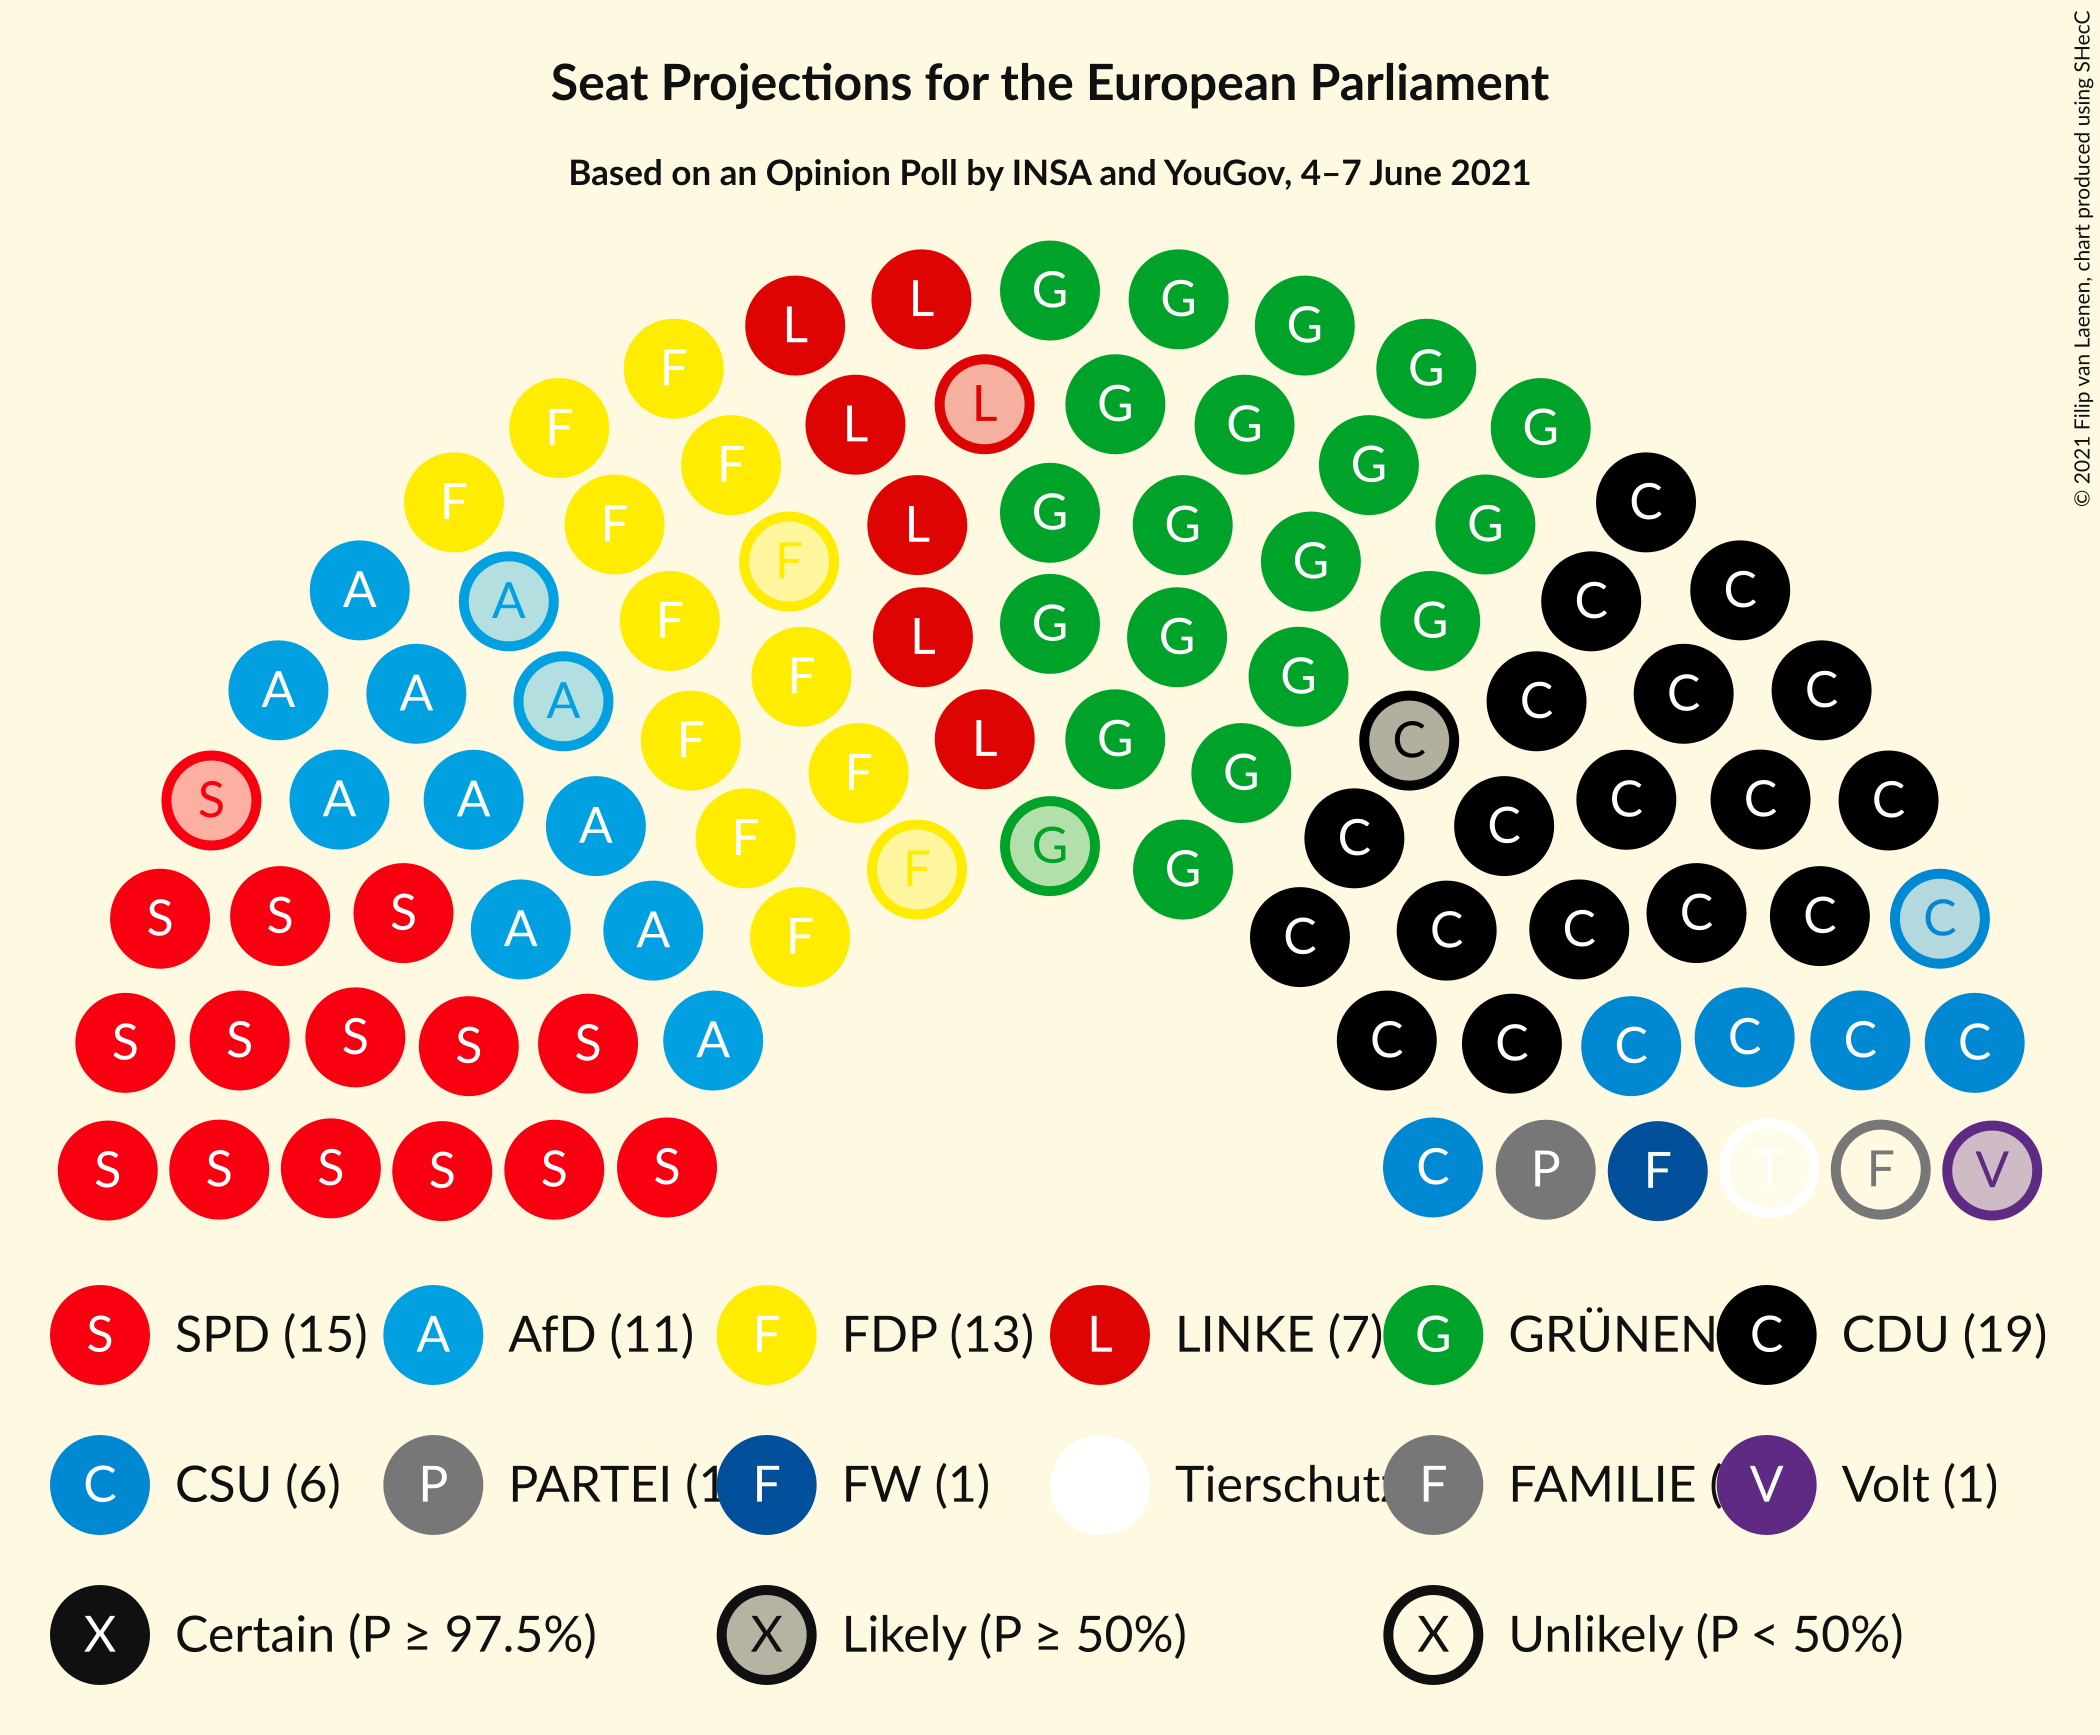 Seat Projections for the European Parliament
Based on an Opinion Poll by INSA and YouGov, 4–7 June 2021
© 2021 Filip van Laenen, chart produced using SHecC
L L G G G
F L L G G G
F F L G G G G
F F F L G G G G C
A A F F L G G G G C C
A A A F F L G G C C C C
S A A A F F F G G C C C C C
S S S A A F C C C C C C
S S S S S A C C C C C C
S S S S S S C P F T F V
S SPD (15) A AfD (11) F FDP (13) L LINKE (7) G GRÜNEN C CDU (19)
C CSU (6) P PARTEI (1 F FW (1) Tierschutz F FAMILIE ( V Volt (1)
X Certain (P ≥ 97.5%) X Likely (P ≥ 50%) X Unlikely (P < 50%)